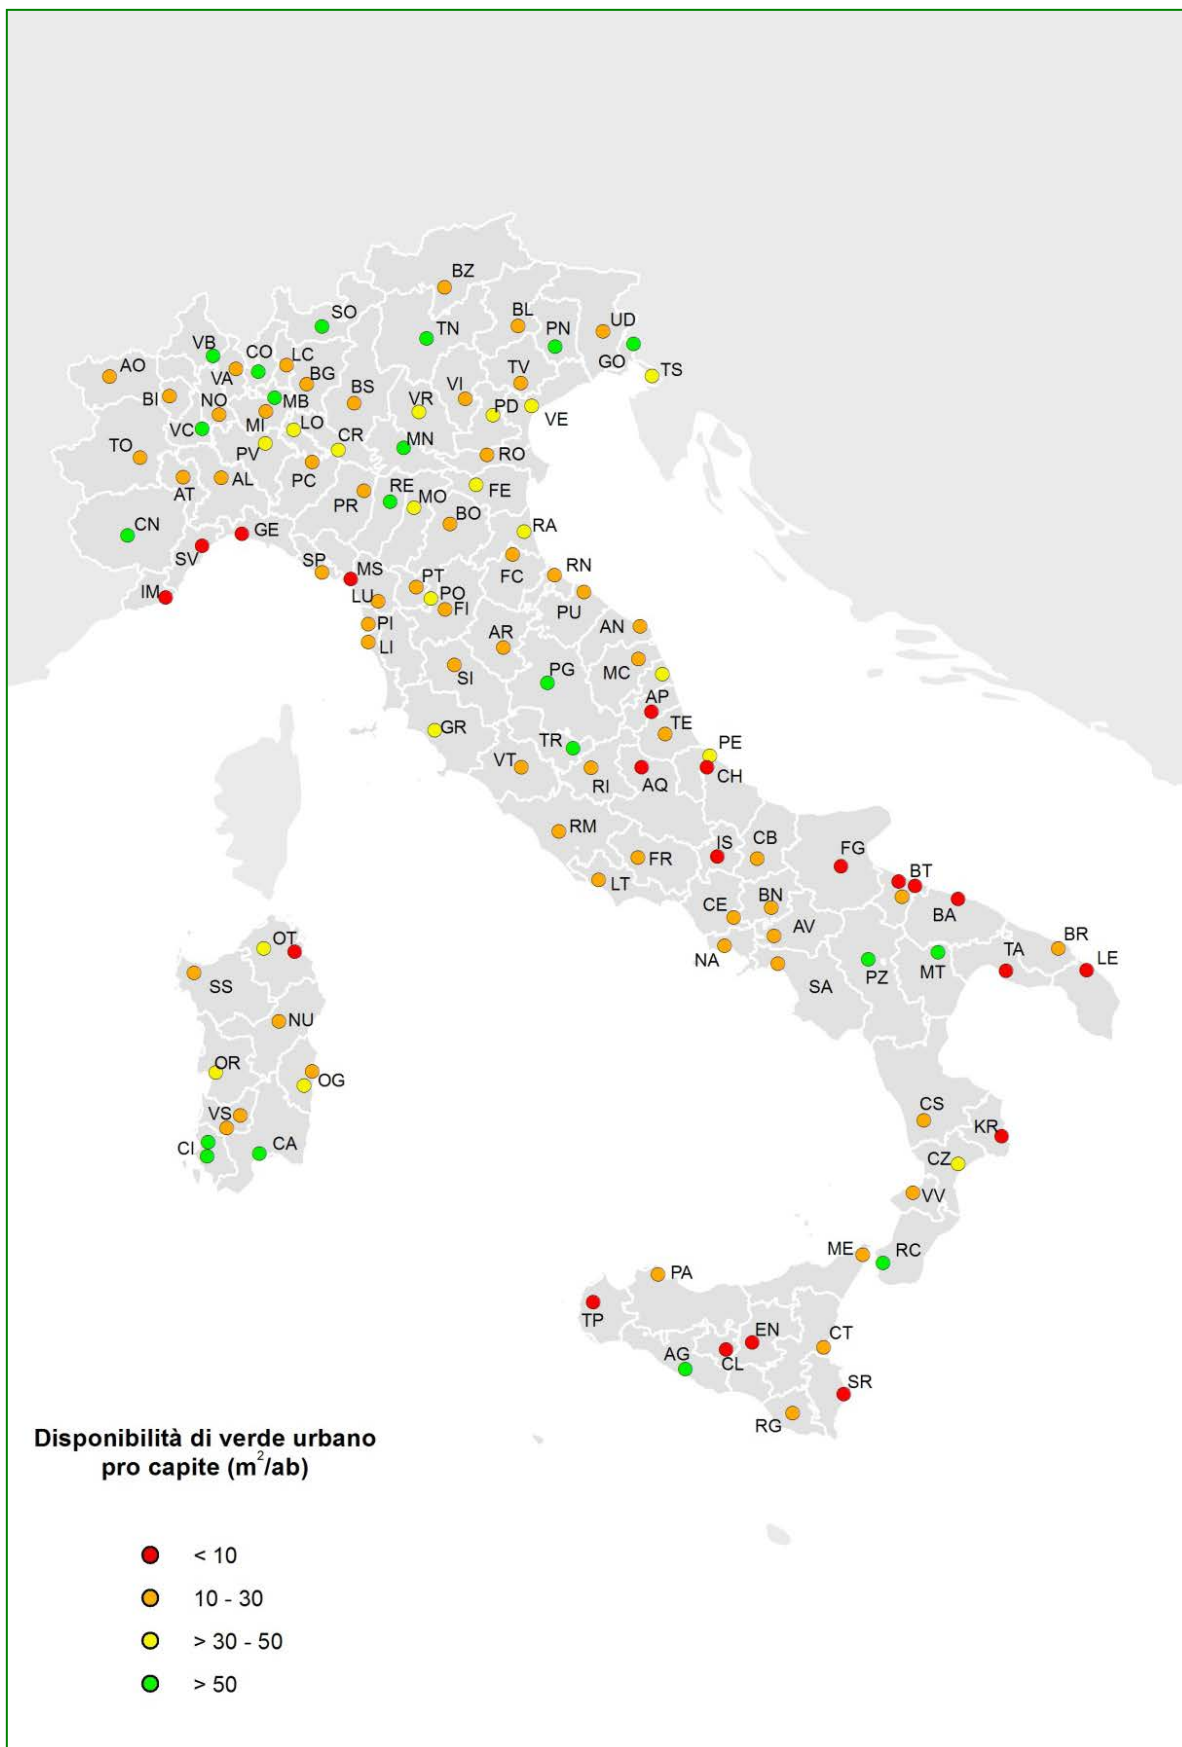 BZ
SO
BL
UD
TN
PN
VB
CO
LC
GO
AO
VA
BG
TV
TS
BI
MB
BS
VI
NO
VR
PD
VE
MI
LO
VC
CR
MN
TO
PV
RO
AT
AL
PC
RE
FE
PR
MO
CN
BO
GE
RA
SV
SP
MS
FC
RN
IM
PT
LU
PO
PU
FI
PI
AN
AR
LI
MC
PG
SI
AP
GR
TE
TR
PE
VT
RI
AQ
CH
RM
IS
CB
FG
FR
LT
BT
BN
CE
BA
AV
OT
BR
NA
TA
LE
PZ
MT
SS
SA
NU
OR
OG
VS
CS
KR
CI
CA
CZ
VV
ME
RC
PA
TP
EN
CT
AG
CL
SR
RG
Disponibilità di verde urbano
pro capite (m²/ab)
< 10
10 - 30
> 30 - 50
> 50